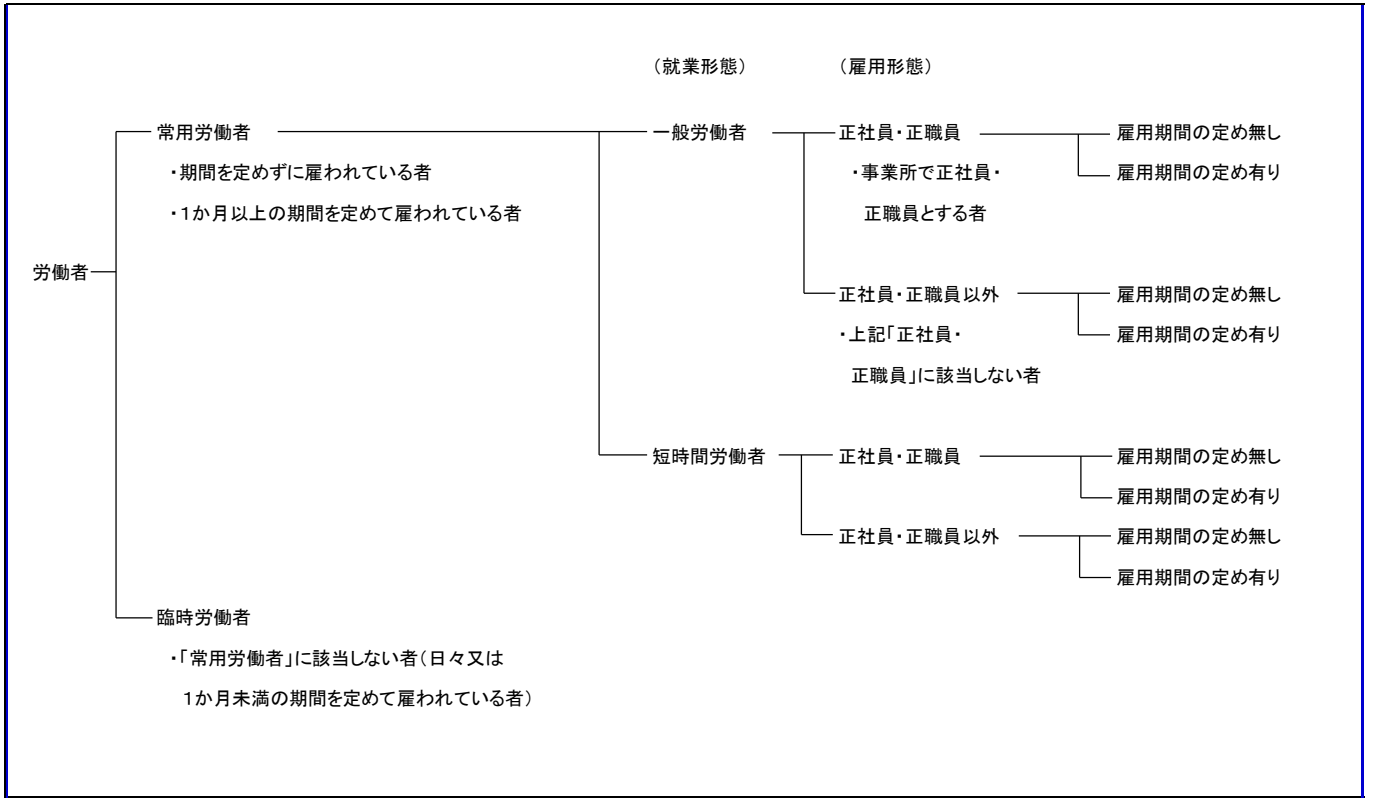 （就業形態）
（雇用形態）
常用労働者
一般労働者
正社員・正職員
雇用期間の定め無し
・期間を定めずに雇われている者
・事業所で正社員・
雇用期間の定め有り
・１か月以上の期間を定めて雇われている者
正職員とする者
労働者
正社員・正職員以外
雇用期間の定め無し
・上記「正社員・
雇用期間の定め有り
正職員」に該当しない者
短時間労働者
正社員・正職員
雇用期間の定め無し
雇用期間の定め有り
正社員・正職員以外
雇用期間の定め無し
雇用期間の定め有り
臨時労働者
・「常用労働者」に該当しない者（日々又は
１か月未満の期間を定めて雇われている者）